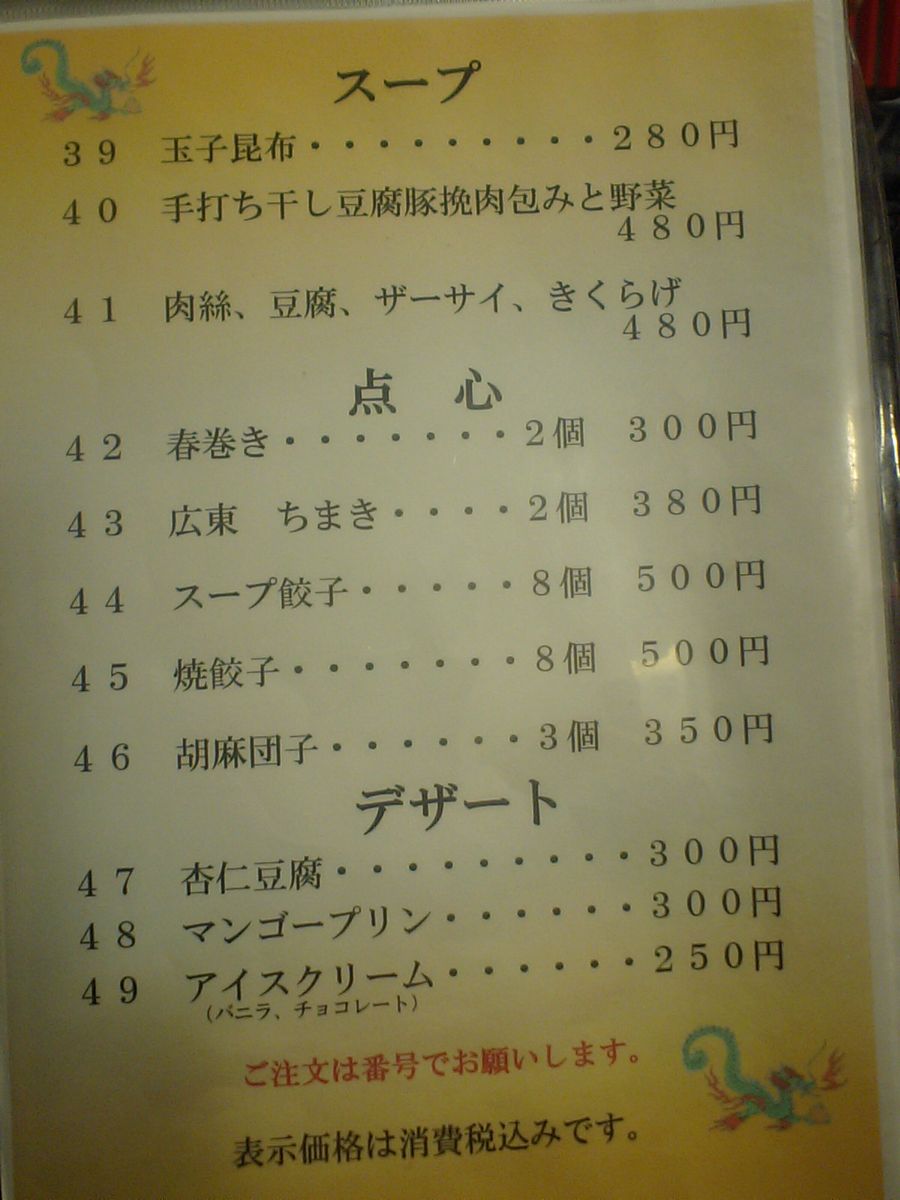 スープ
３９　玉子昆布・・・・・・・・・２８０円
４０　手打ち干し豆腐豚挽肉包みと野菜
４８０円
４１　肉絲、豆腐、ザーサイ、きくらげ
４８０円
点　心
４２　春巻き・・・・・・・２個　３００円
４３　広東　ちまき・・・・２個　３８０円
４４　スープ餃子・・・・・８個　５００円
４５　焼餃子・・・・・・・８個　５００円
４６　胡麻団子・・・・・・３個　３５０円
デザート
４７　杏仁豆腐・・・・・・・・・３００円
４８　マンゴープリン・・・・・・３００円
４９　アイスクリーム・・・・・・２５０円
（バニラ、チョコレート）
ご注文は番号でお願いします。
表示価格は消費税込みです。